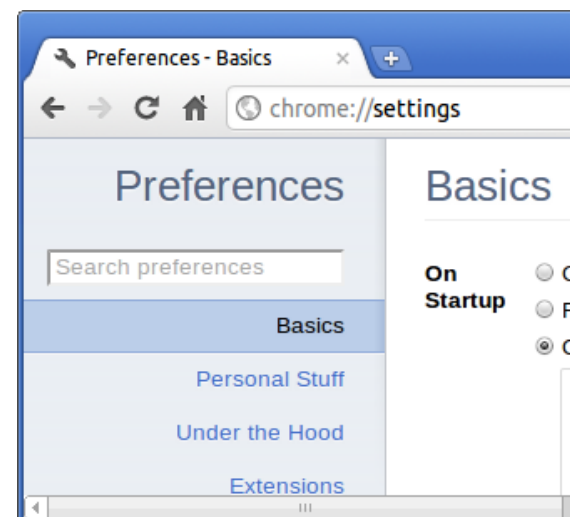 Preferences - Basics
chrome://settings
Preferences
Search preferences
Basics
Personal Stuff
Under the Hood
Extensions
Basics
On
Startup